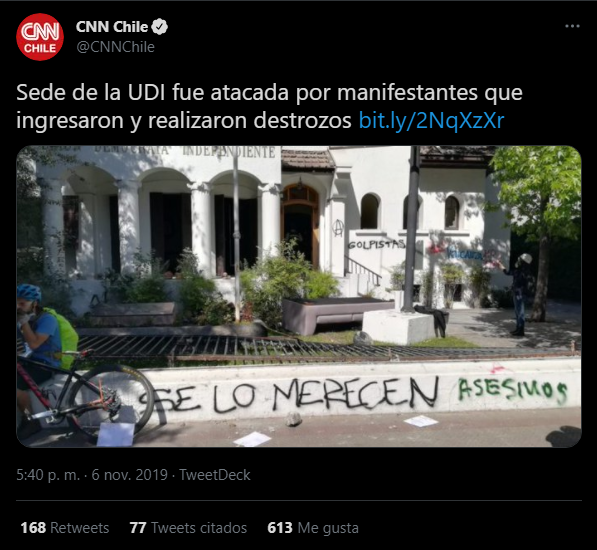 CNN
CHILE
CNN Chile
@CNNChile
Sede de la UDI fue atacada por manifestantes que
ingresaron y realizaron destrozos bit.ly/2NqXzXr
DEMOCRATA INDEPENDIENTE
GOLPISTAS
SE LO MERECEN ASESINOS
5:40 p. m. · 6 nov. 2019 · TweetDeck
168 Retweets 77 Tweets citados 613 Me gusta